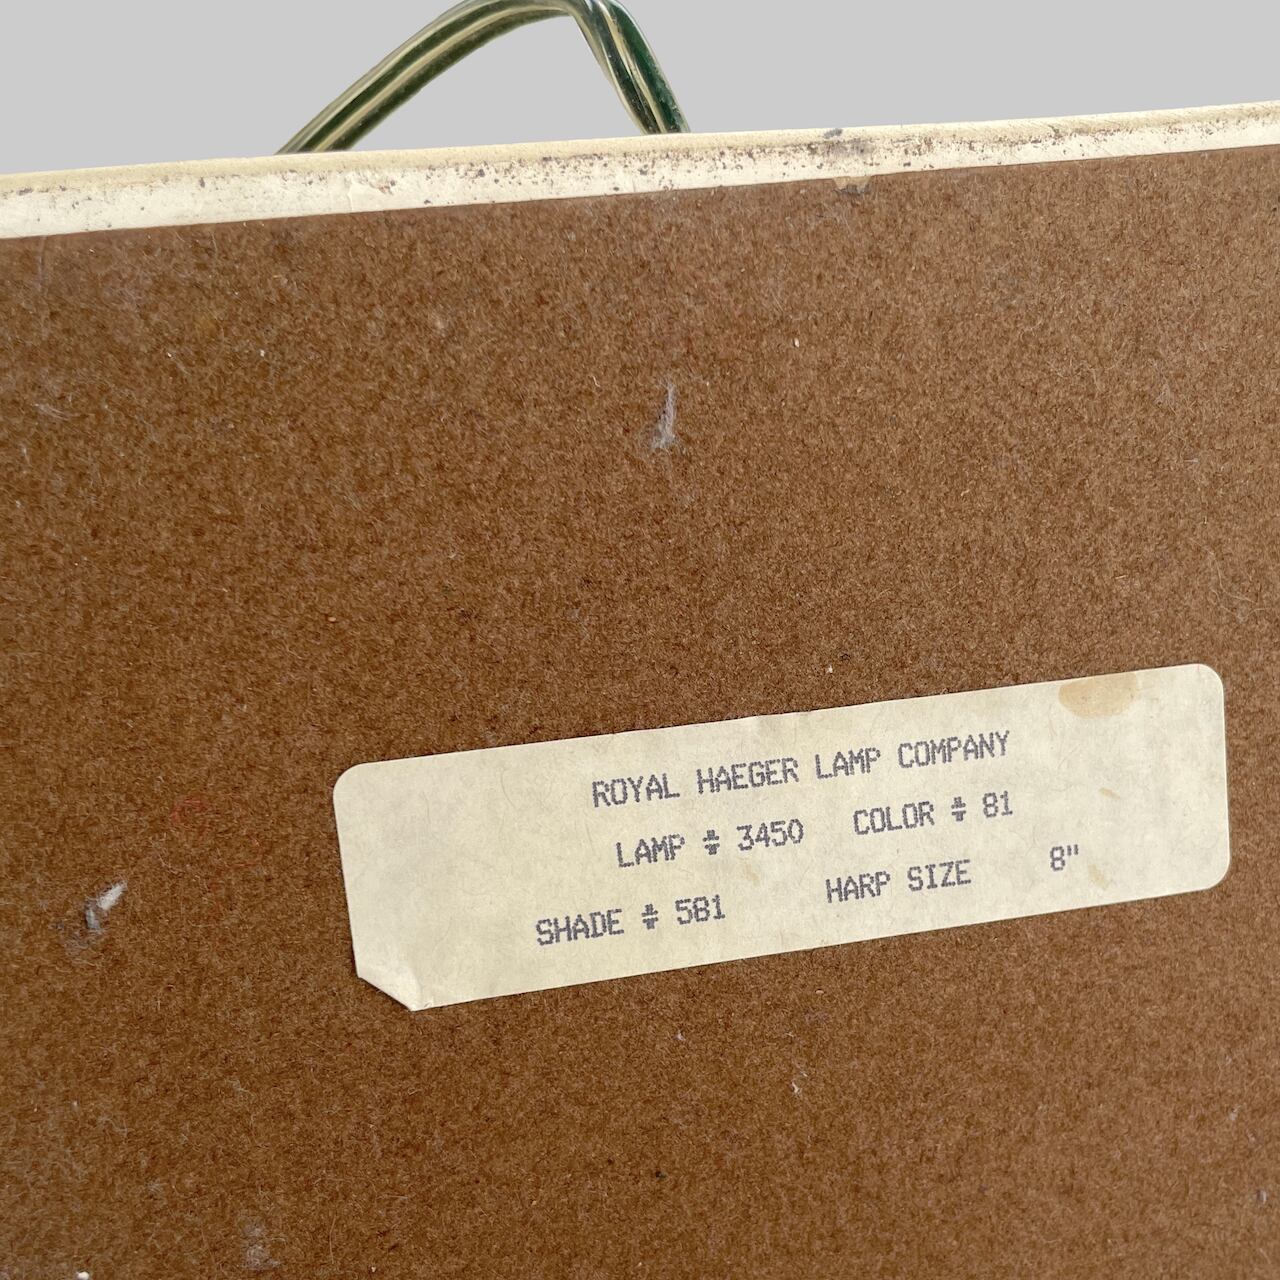 ROYAL HAEGER LAMP COMPANY
LAMP # 3450 COLOR # 81
SHADE # 581 HARP SIZE 8"